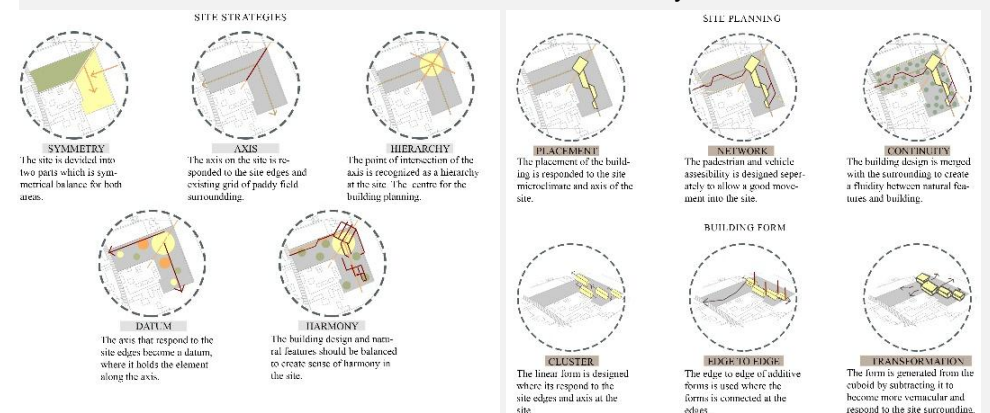 SITE STRATEGIES
SYMMETRY
The site is devided into
two parts which is sym-
metrical balance for both
areas.
AXIS
The axis on the site is re-
sponded to the site edges and
existing grid of paddy field
surroundding.
HIERARCHY
The point of intersection of the
axis is recognized as a hierarchy
at the site. The centre for the
building planning.
DATUM
The axis that respond to the
site edges become a datum,
where it holds the element
along the axis.
HARMONY
The building design and natu-
ral features should be balanced
to create sense of harmony in
the site.
SITE PLANNING
PLACEMENT
The placement of the build-
ing is responded to the site
microclimate and axis of the
site.
NETWORK
The padestrian and vehicle
assesibility is designed seper-
ately to allow a good move-
ment into the site.
CONTINUITY
The building design is merged
with the surrounding to create
a fluidity between natural fea-
tures and building.
BUILDING FORM
CLUSTER
The linear form is designed
where its respond to the
site edges and axis at the
site.
EDGE TO EDGE
The edge to edge of additive
forms is used where the
forms is connected at the
edges.
TRANSFORMATION
The form is generated from the
cuboid by subtracting it to
become more vernacular and
respond to the site surrounding.